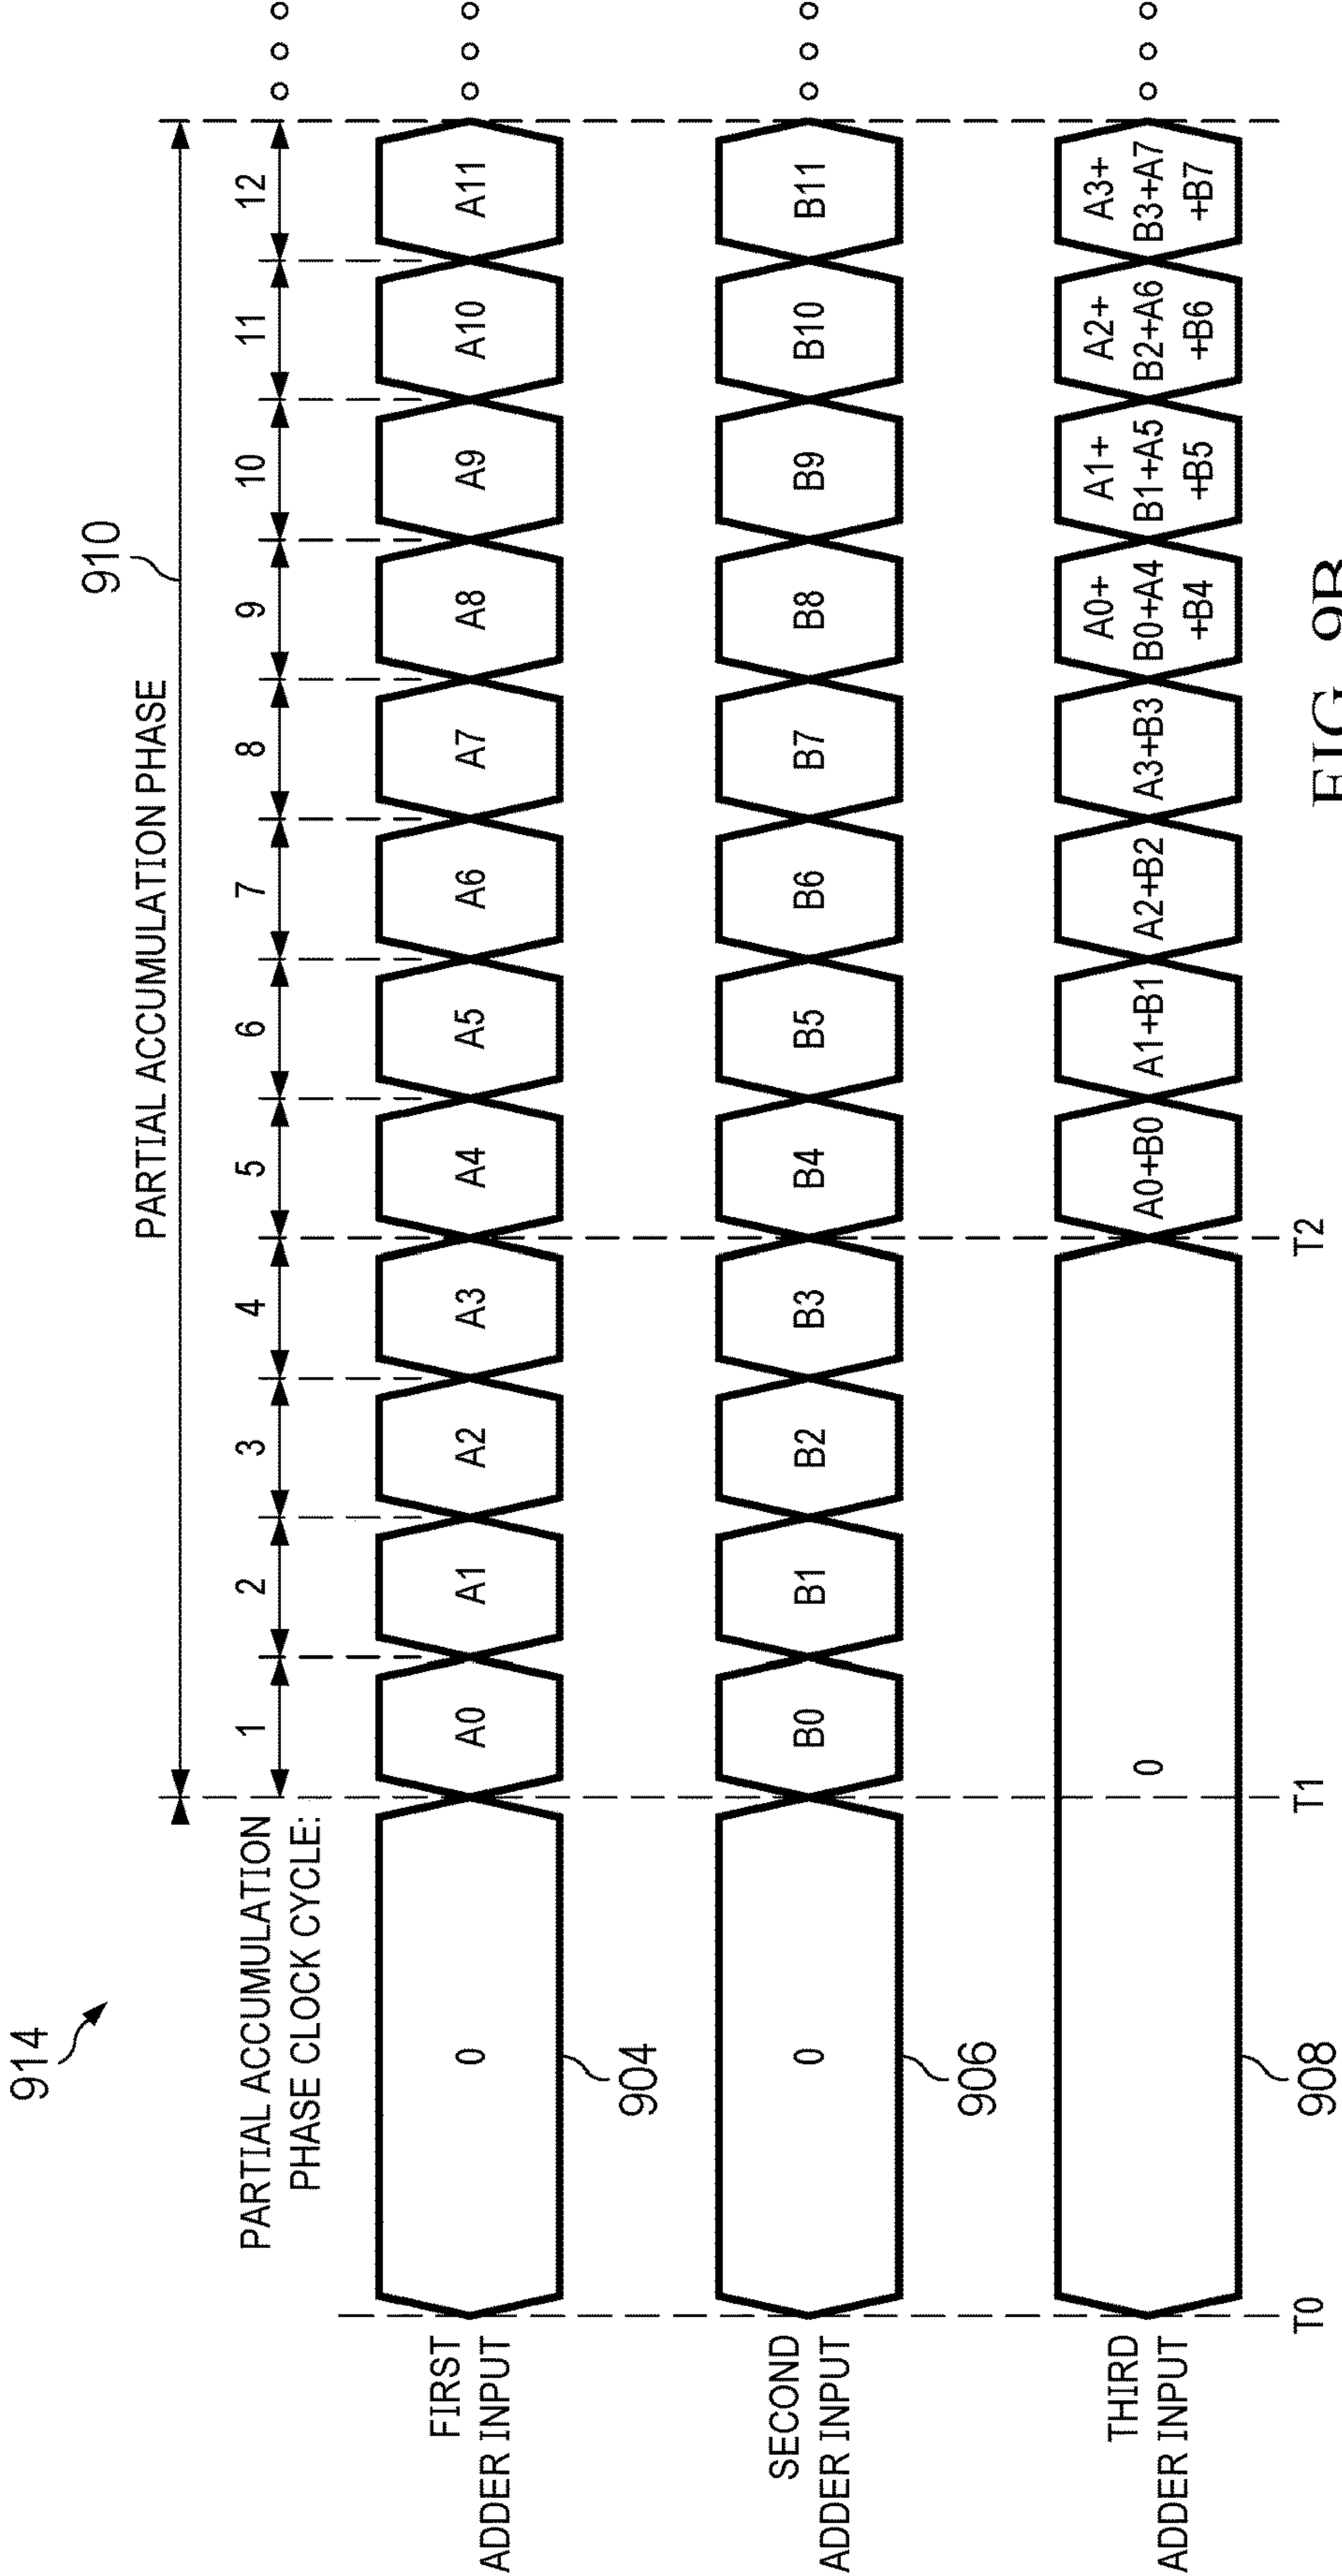 914
910
PARTIAL ACCUMULATION PHASE
PARTIAL ACCUMULATION
PHASE CLOCK CYCLE:
1 2 3 4 5 6 7 8 9 10 11 12
FIRST
ADDER INPUT
0 A0 A1 A2 A3 A4 A5 A6 A7 A8 A9 A10 A11
904
SECOND
ADDER INPUT
0 B0 B1 B2 B3 B4 B5 B6 B7 B8 B9 B10 B11
906
THIRD
ADDER INPUT
0 A0+B0 A1+B1 A2+B2 A3+B3
A0+
B0+A4
+B4
A1+
B1+A5
+B5
A2+
B2+A6
+B6
A3+
B3+A7
+B7
908
T0 T1 T2
FIG. 9B